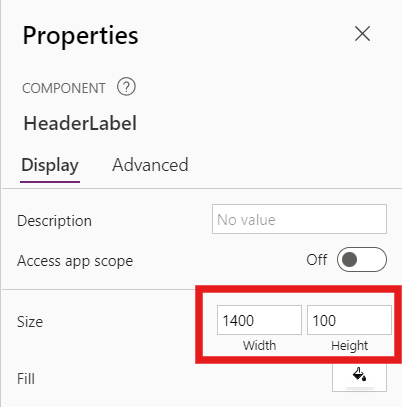 Properties
COMPONENT ?
HeaderLabel
Display Advanced
Description No value
Access app scope Off
Size 1400 100
Width Height
Fill